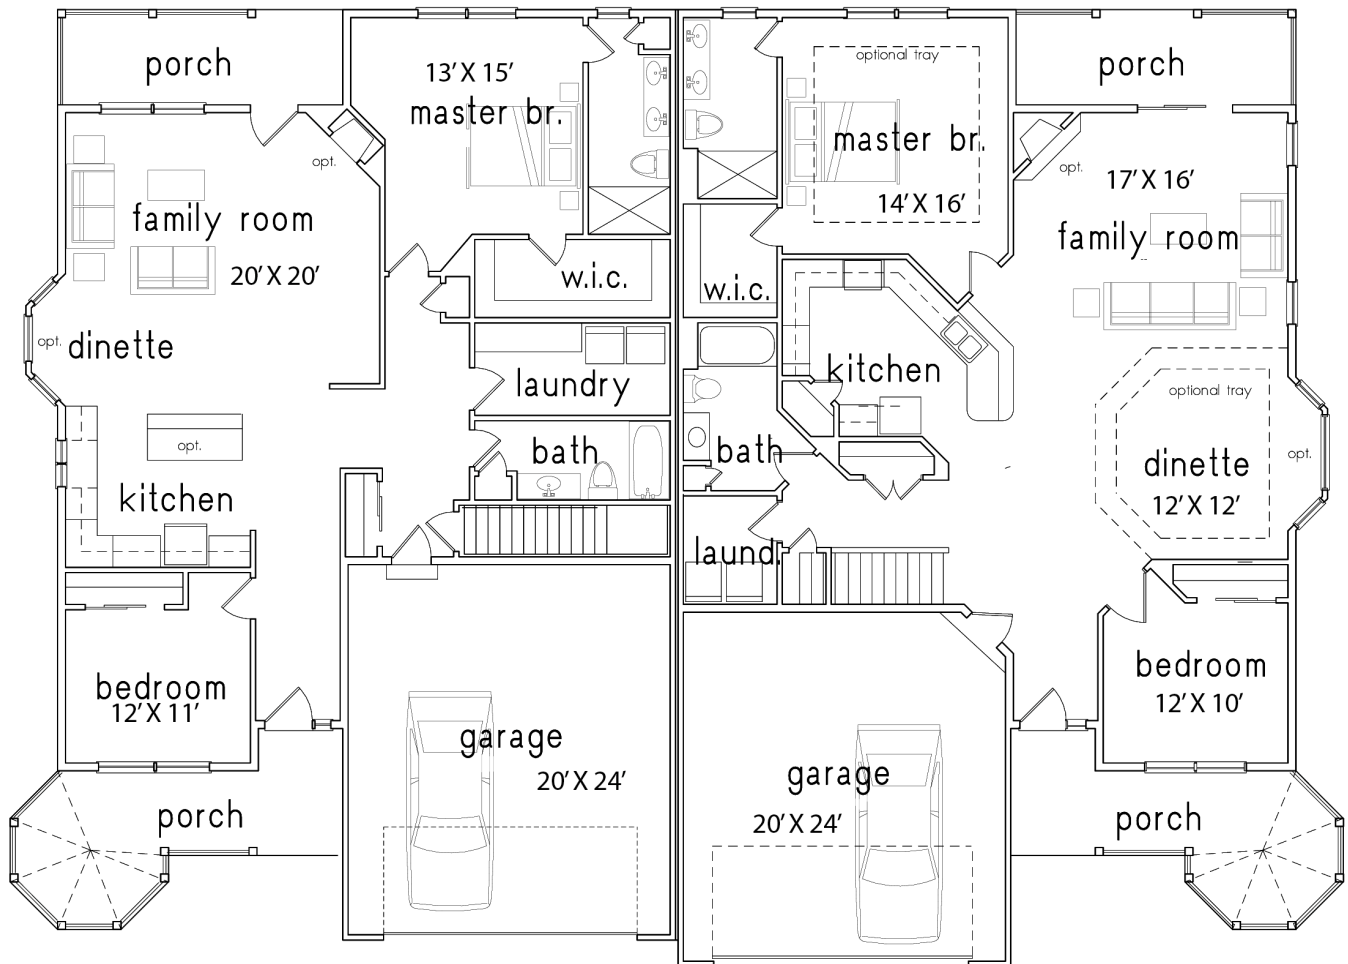 porch
13’ X 15’
master br.
opt.
family room
20’ X 20’
w.i.c.
opt.
dinette
laundry
opt.
bath
kitchen
bedroom
12’ X 11’
garage
20’ X 24’
porch
optional tray
porch
master br.
opt.
17’ X 16’
14’ X 16’
family room
w.i.c.
kitchen
optional tray
bath
dinette
opt.
12’ X 12’
laund.
bedroom
12’ X 10’
garage
20’ X 24’
porch